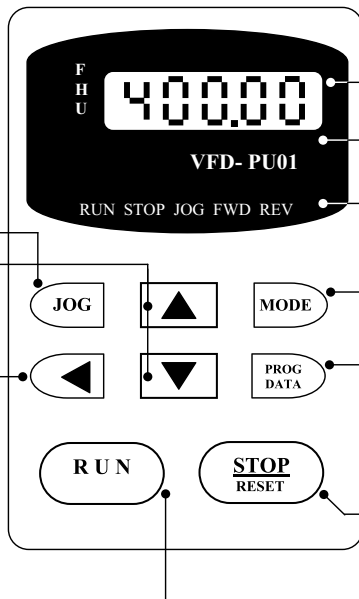 F
H
U
400.00
VFD- PU01
RUN STOP JOG FWD REV
JOG
MODE
PROG
DATA
RUN
STOP
RESET